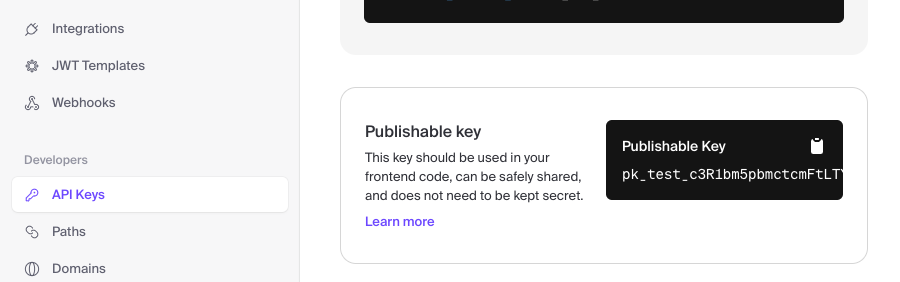 Integrations
JWT Templates
Webhooks
Developers
API Keys
Paths
Domains
Publishable key
This key should be used in your
frontend code, can be safely shared,
and does not need to be kept secret.
Learn more
Publishable Key
pk_test_c3R1bm5pbmctcmFtLTY